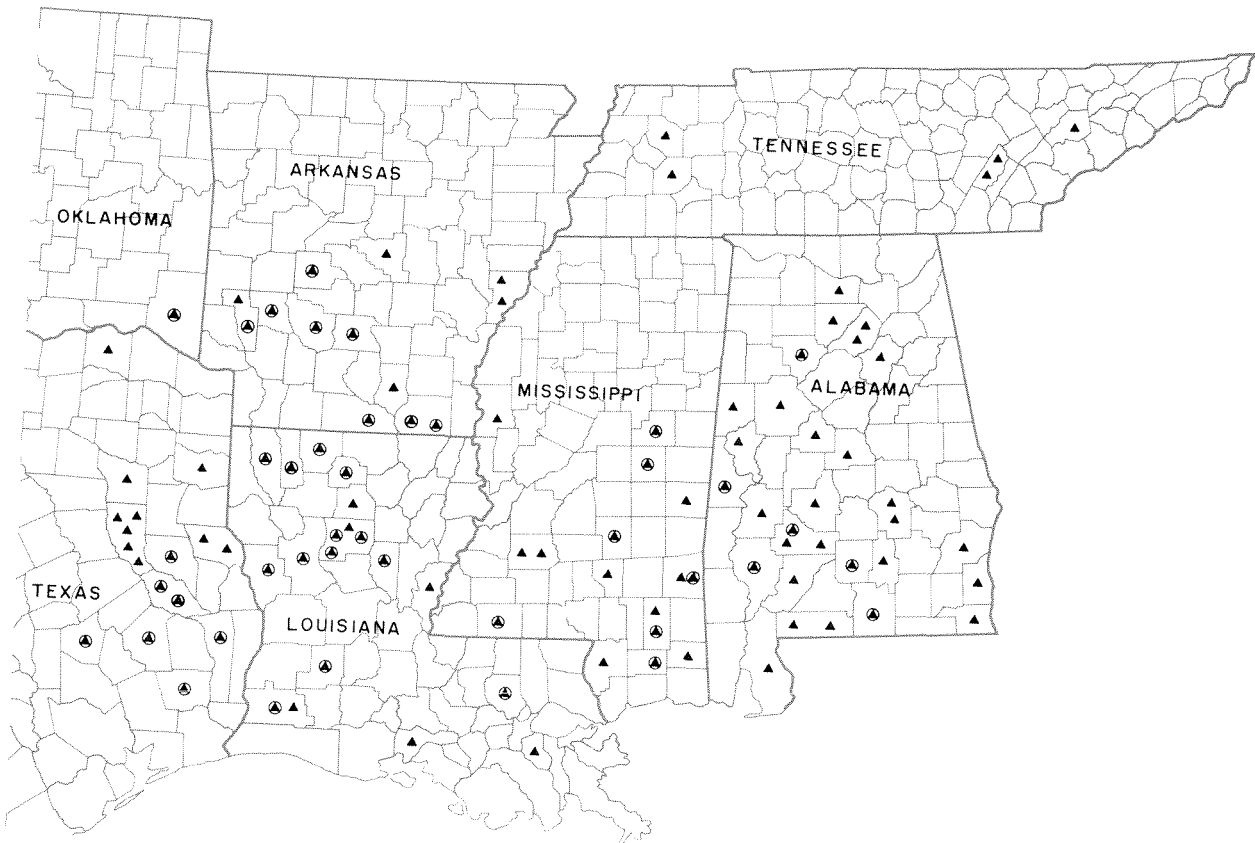 TENNESSEE
ARKANSAS
OKLAHOMA
MISSISSIPPI
ALABAMA
TEXAS
LOUISIANA